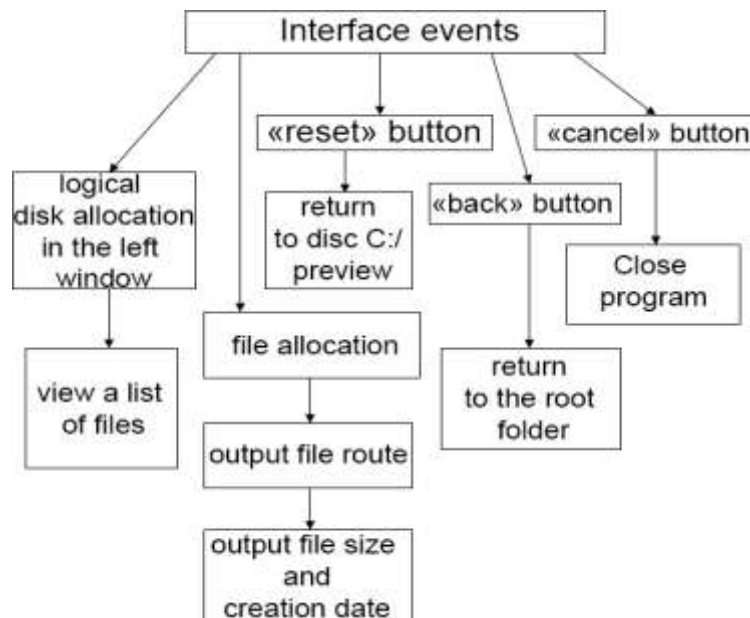 Interface events
«reset» button
«cancel» button
logical
disk allocation
in the left
window
return
to disc C:/
preview
«back» button
Close
program
file allocation
view a list
of files
return
to the root
folder
output file route
output file size
and
creation date